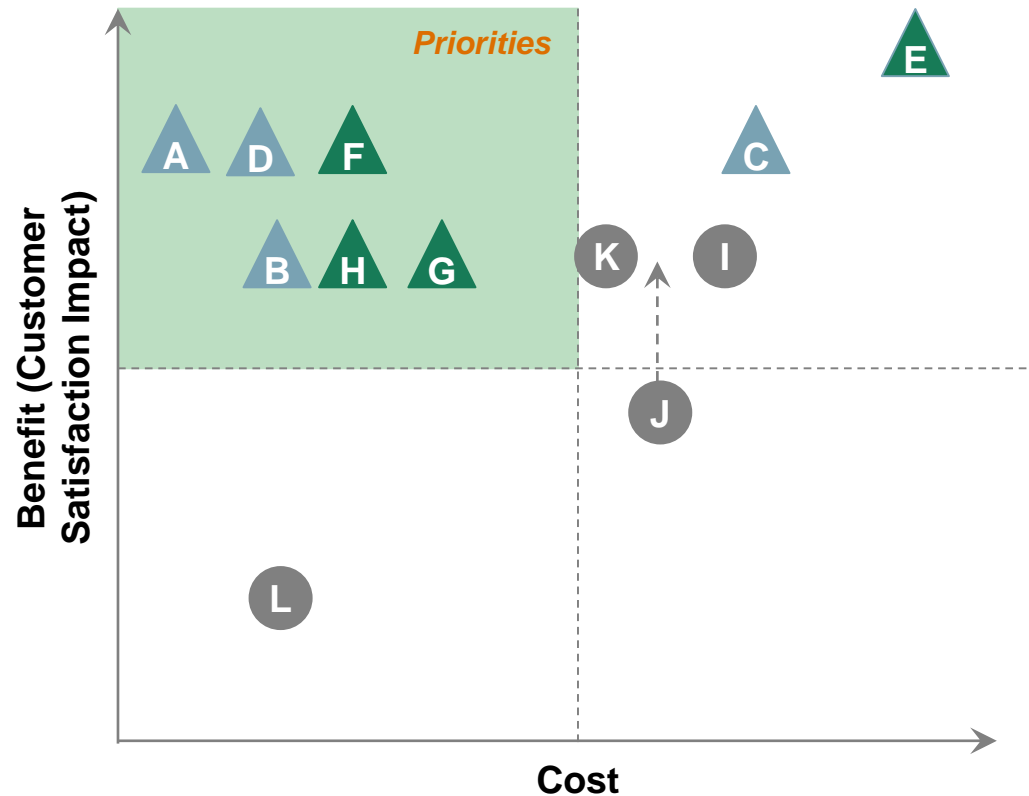 Priorities
E
A
D
F
C
B
H
G
K
I
J
L
Benefit (Customer
Satisfaction Impact)
Cost